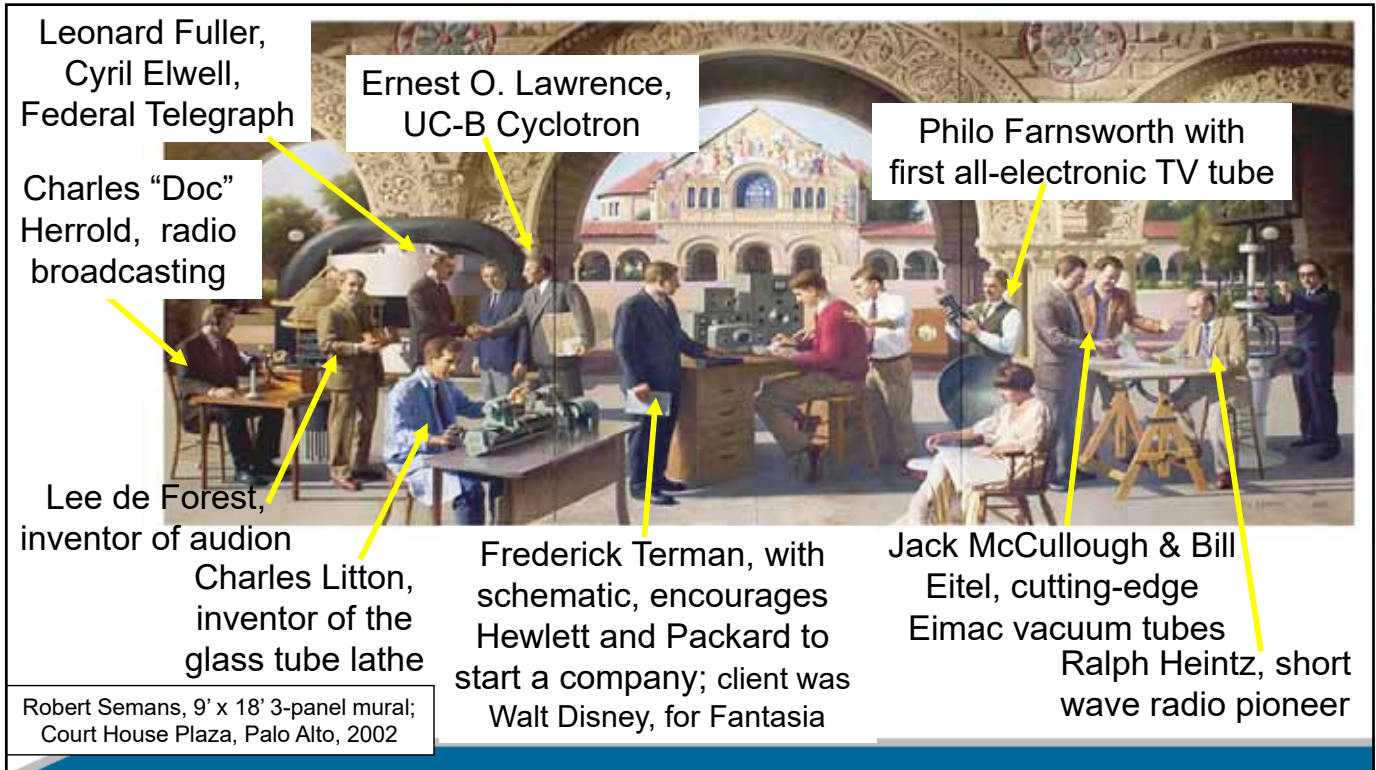 Leonard Fuller,
Cyril Elwell,
Federal Telegraph
Ernest O. Lawrence,
UC-B Cyclotron
Philo Farnsworth with
first all-electronic TV tube
Charles “Doc”
Herrold, radio
broadcasting
Lee de Forest,
inventor of audion
Charles Litton,
inventor of the
glass tube lathe
Frederick Terman, with
schematic, encourages
Hewlett and Packard to
start a company; client was
Walt Disney, for Fantasia
Jack McCullough & Bill
Eitel, cutting-edge
Eimac vacuum tubes
Ralph Heintz, short
wave radio pioneer
Robert Semans, 9’ x 18’ 3-panel mural;
Court House Plaza, Palo Alto, 2002